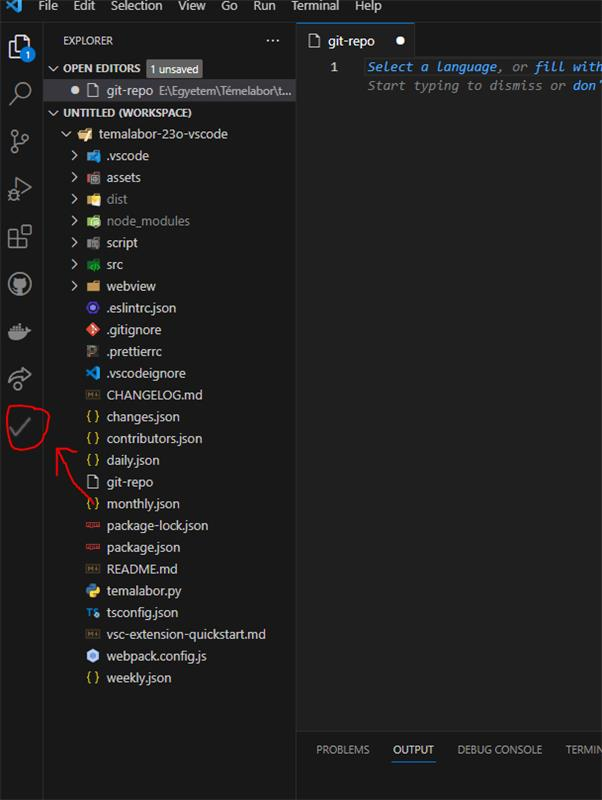 File Edit Selection View Go Run Terminal Help
EXPLORER
git-repo
OPEN EDITORS 1 unsaved
1 Select a language, or fill with
git-repo E:\Egyetem\Témelabor\t...
Start typing to dismiss or don'
UNTITLED (WORKSPACE)
temalabor-23o-vscode
.vscode
assets
dist
node_modules
script
src
webview
.eslintrc.json
.gitignore
.prettierrc
.vscodeignore
CHANGELOG.md
changes.json
contributors.json
daily.json
git-repo
monthly.json
package-lock.json
package.json
README.md
temalabor.py
tsconfig.json
vsc-extension-quickstart.md
webpack.config.js
weekly.json
PROBLEMS OUTPUT DEBUG CONSOLE TERMIN
1